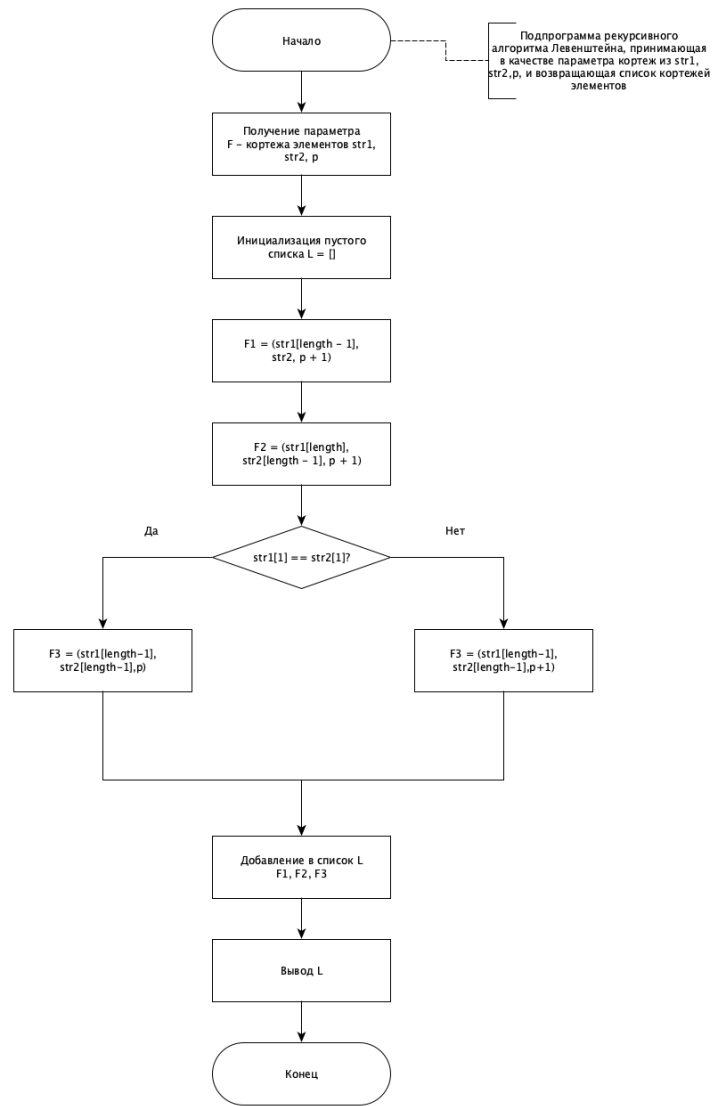 Начало
Подпрограмма рекурсивного
алгоритма Левенштейна, принимающая
в качестве параметра кортеж из str1,
str2,p, и возвращающая список кортежей
элементов
Получение параметра
F - кортежа элементов str1,
str2, p
Инициализация пустого
списка L = []
F1 = (str1[length - 1],
str2, p + 1)
F2 = (str1[length],
str2[length - 1], p + 1)
Да
Нет
str1[1] == str2[1]?
F3 = (str1[length-1],
str2[length-1],p)
F3 = (str1[length-1],
str2[length-1],p+1)
Добавление в список L
F1, F2, F3
Вывод L
Конец